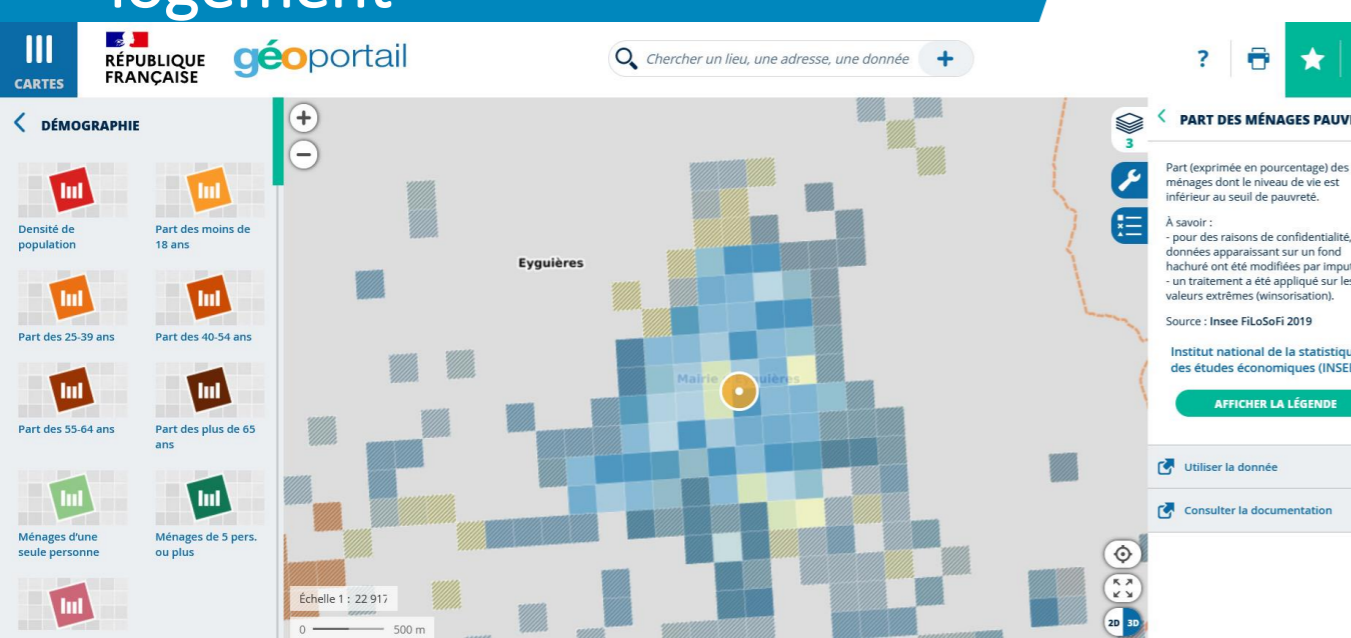 logement
CARTES
RÉPUBLIQUE
FRANÇAISE
géoportail
Chercher un lieu, une adresse, une donnée
+
?
DÉMOGRAPHIE
Densité de
population
Part des moins de
18 ans
Part des 25-39 ans
Part des 40-54 ans
Part des 55-64 ans
Part des plus de 65
ans
Ménages d'une
seule personne
Ménages de 5 pers.
ou plus
+
−
Eyguières
Mairie Eyguières
Échelle 1 : 22 917
0 500 m
3
2D 3D
PART DES MÉNAGES PAUV
Part (exprimée en pourcentage) des
ménages dont le niveau de vie est
inférieur au seuil de pauvreté.
À savoir :
- pour des raisons de confidentialité,
données apparaissant sur un fond
hachuré ont été modifiées par impu
- un traitement a été appliqué sur le
valeurs extrêmes (winsorisation).
Source : Insee FiLoSoFi 2019
Institut national de la statistiqu
des études économiques (INSE
AFFICHER LA LÉGENDE
Utiliser la donnée
Consulter la documentation